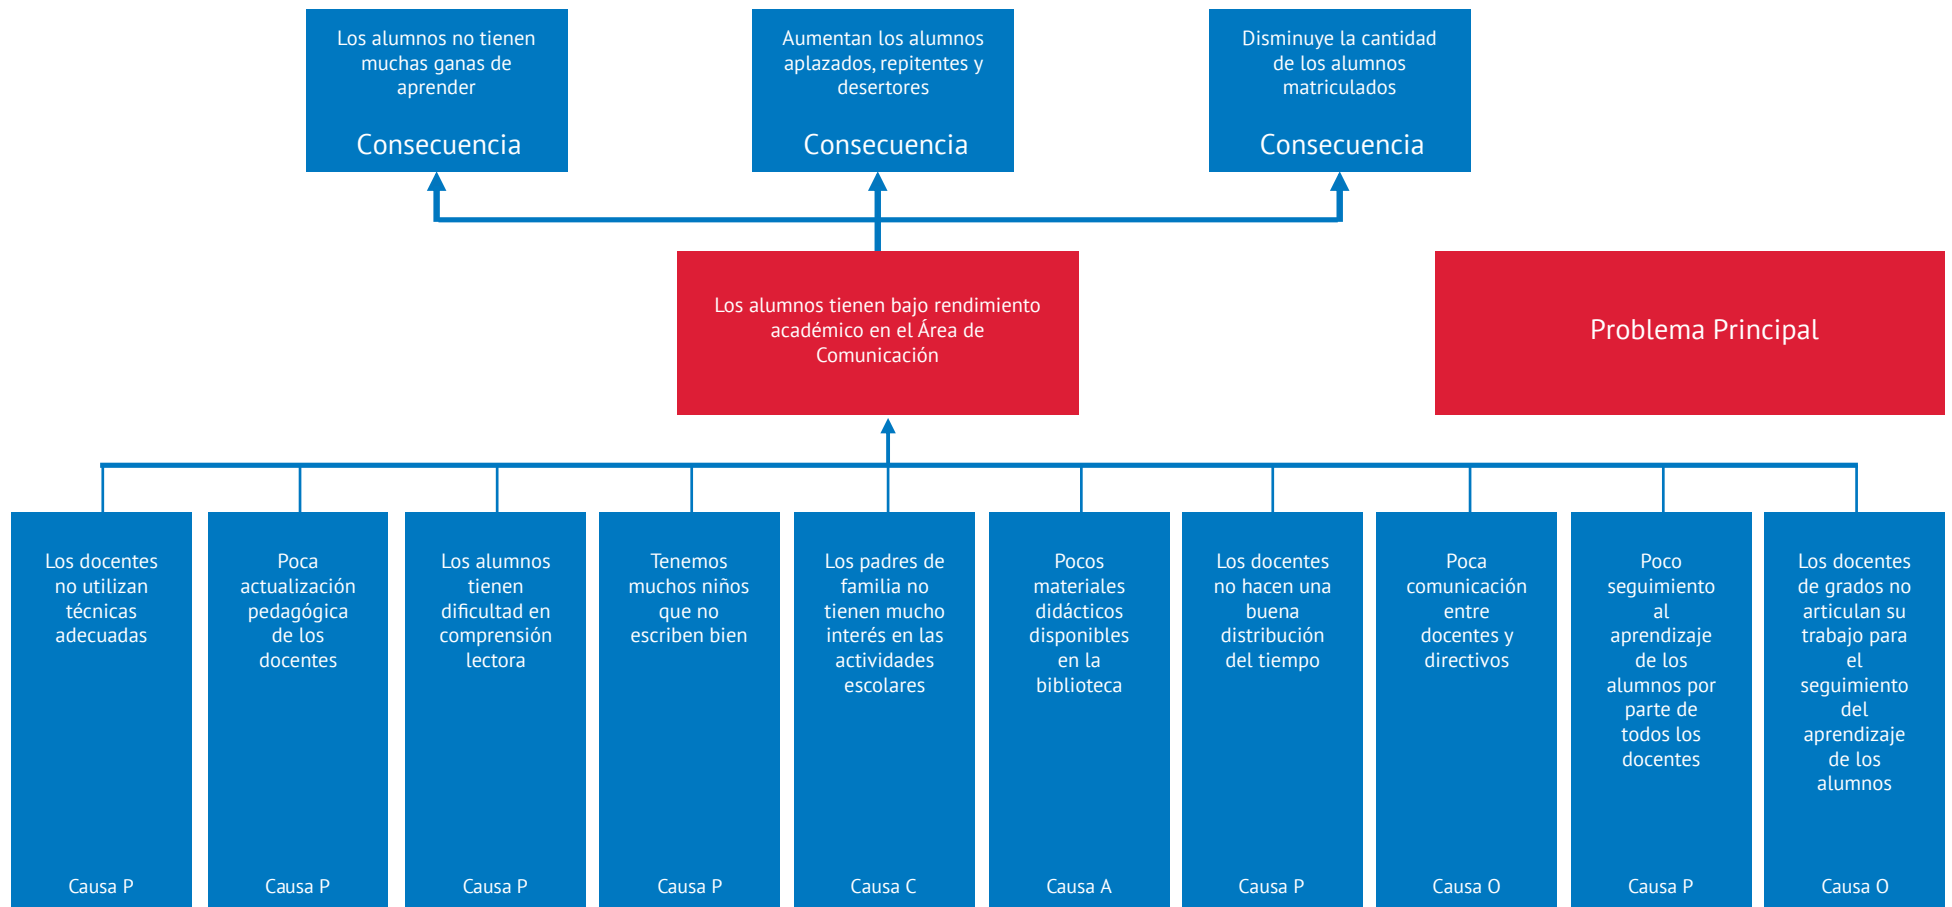 Los alumnos no tienen
muchas ganas de
aprender
Consecuencia
Aumentan los alumnos
aplazados, repitentes y
desertores
Consecuencia
Disminuye la cantidad
de los alumnos
matriculados
Consecuencia
Los alumnos tienen bajo rendimiento
académico en el Área de
Comunicación
Problema Principal
Los docentes
no utilizan
técnicas
adecuadas
Causa P
Poca
actualización
pedagógica
de los
docentes
Causa P
Los alumnos
tienen
dificultad en
comprensión
lectora
Causa P
Tenemos
muchos niños
que no
escriben bien
Causa P
Los padres de
familia no
tienen mucho
interés en las
actividades
escolares
Causa C
Pocos
materiales
didácticos
disponibles
en la
biblioteca
Causa A
Los docentes
no hacen una
buena
distribución
del tiempo
Causa P
Poca
comunicación
entre
docentes y
directivos
Causa O
Poco
seguimiento
al
aprendizaje
de los
alumnos por
parte de
todos los
docentes
Causa P
Los docentes
de grados no
articulan su
trabajo para
el
seguimiento
del
aprendizaje
de los
alumnos
Causa O